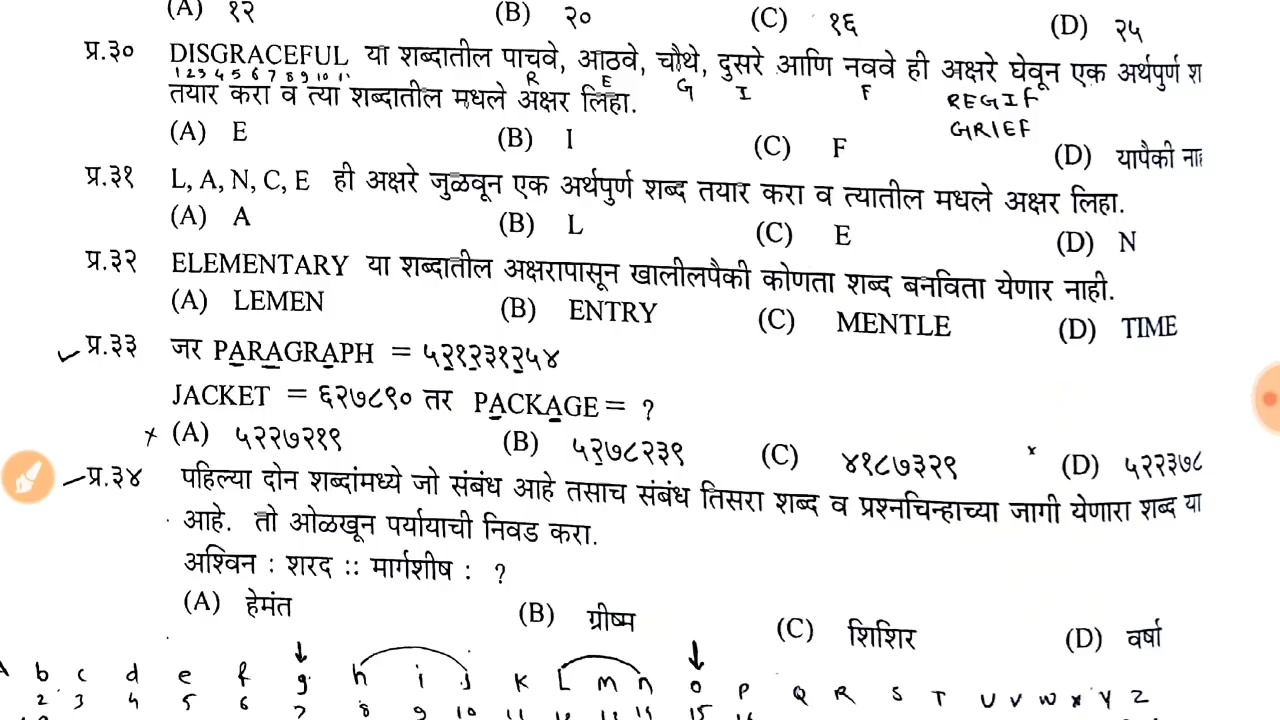 (A) १२ (B) २० (C) १६ (D) २५
प्र.३० DISGRACEFUL या शब्दातील पाचवे, आठवे, चौथे, दुसरे आणि नववे ही अक्षरे घेवून एक अर्थपुर्ण श
1 2 3 4 5 6 7 8 9 10 11 R E G I F REGIF
तयार करा व त्या शब्दातील मधले अक्षर लिहा. GRIEF
(A) E (B) I (C) F (D) यापैकी नाह
प्र.३१ L, A, N, C, E ही अक्षरे जुळवून एक अर्थपुर्ण शब्द तयार करा व त्यातील मधले अक्षर लिहा.
(A) A (B) L (C) E (D) N
प्र.३२ ELEMENTARY या शब्दातील अक्षरापासून खालीलपैकी कोणता शब्द बनविता येणार नाही.
(A) LEMEN (B) ENTRY (C) MENTLE (D) TIME
प्र.३३ जर PARAGRAPH = ५२१२३१२५४
JACKET = ६२७८९० तर PACKAGE = ?
x (A) ५२२७२१९ (B) ५२७८२३९ (C) ४१८७३२९ x (D) ५२२३७८
प्र.३४ पहिल्या दोन शब्दांमध्ये जो संबंध आहे तसाच संबंध तिसरा शब्द व प्रश्नचिन्हाच्या जागी येणारा शब्द या
आहे. तो ओळखून पर्यायाची निवड करा.
अश्विन : शरद :: मार्गशीष : ?
(A) हेमंत (B) ग्रीष्म (C) शिशिर (D) वर्षा
b c d e f g h i j K L m n o P Q R S T U V W X Y Z
2 3 4 5 6 7 8 9 10 11 12 13 14 15 16